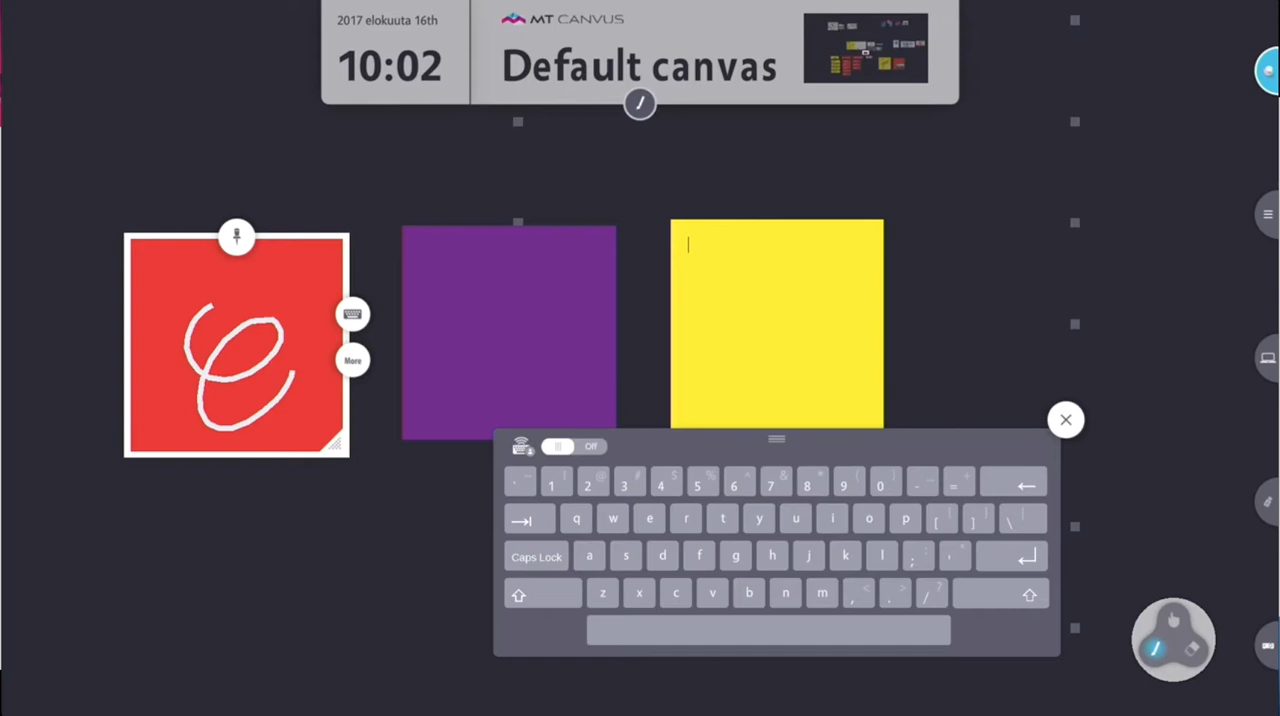 2017 elokuuta 16th
10:02
MT CANVUS
Default canvas
More
Off
` ~ 1 ! 2 @ 3 # 4 $ 5 % 6 ^ 7 & 8 * 9 ( 0 ) - _ = + ←
q w e r t y u i o p [ { ] } \ |
Caps Lock a s d f g h j k l ; : ' "
z x c v b n m , < . > / ?